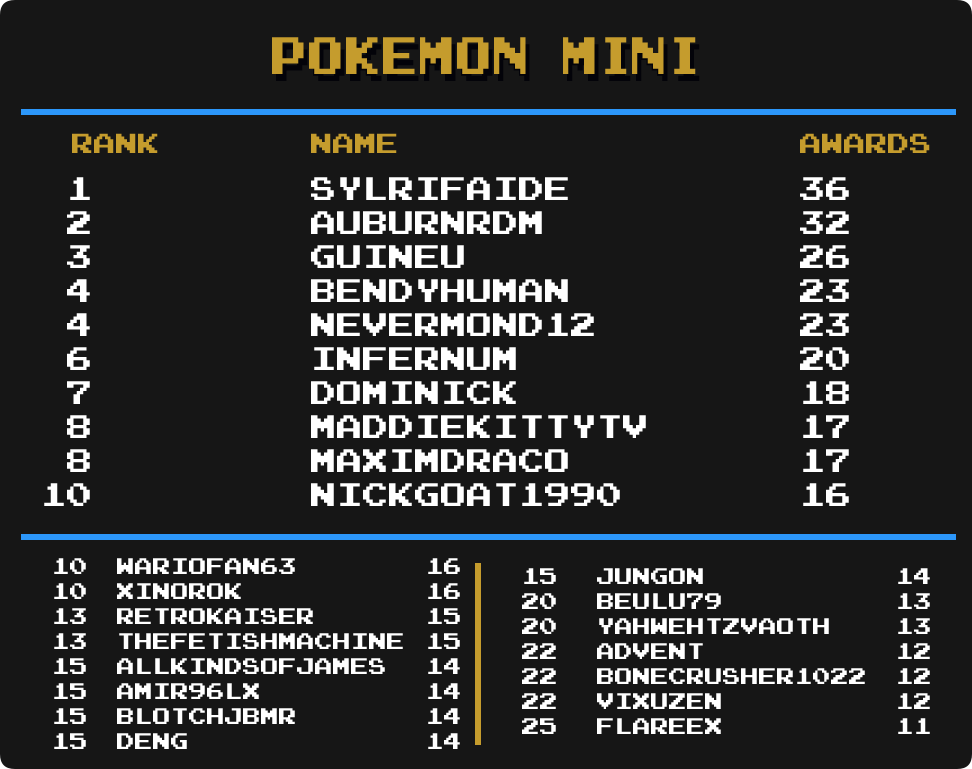 POKEMON MINI
RANK NAME AWARDS
1 SYLRIFAIDE 36
2 AUBURNRDM 32
3 GUINEU 26
4 BENDYHUMAN 23
4 NEVERMOND12 23
6 INFERNUM 20
7 DOMINICK 18
8 MADDIEKITTYTV 17
8 MAXIMDRACO 17
10 NICKGOAT1990 16
10 WARIOFAN63 16
10 XINOROK 16
13 RETROKAISER 15
13 THEFETISHMACHINE 15
15 ALLKINDSOFJAMES 14
15 AMIR96LX 14
15 BLOTCHJBMR 14
15 DENG 14
15 JUNGON 14
20 BEULU79 13
20 YAHWEHTZVAOTH 13
22 ADVENT 12
22 BONECRUSHER1022 12
22 VIXUZEN 12
25 FLAREEX 11